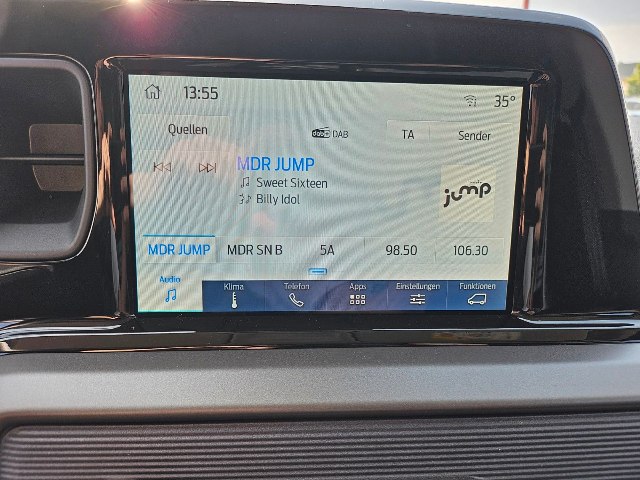 13:55
35°
Quellen
dab DAB
TA
Sender
MDR JUMP
Sweet Sixteen
Billy Idol
jump
MDR JUMP
MDR SN B
5A
98.50
106.30
Audio
Klima
Telefon
Apps
Einstellungen
Funktionen